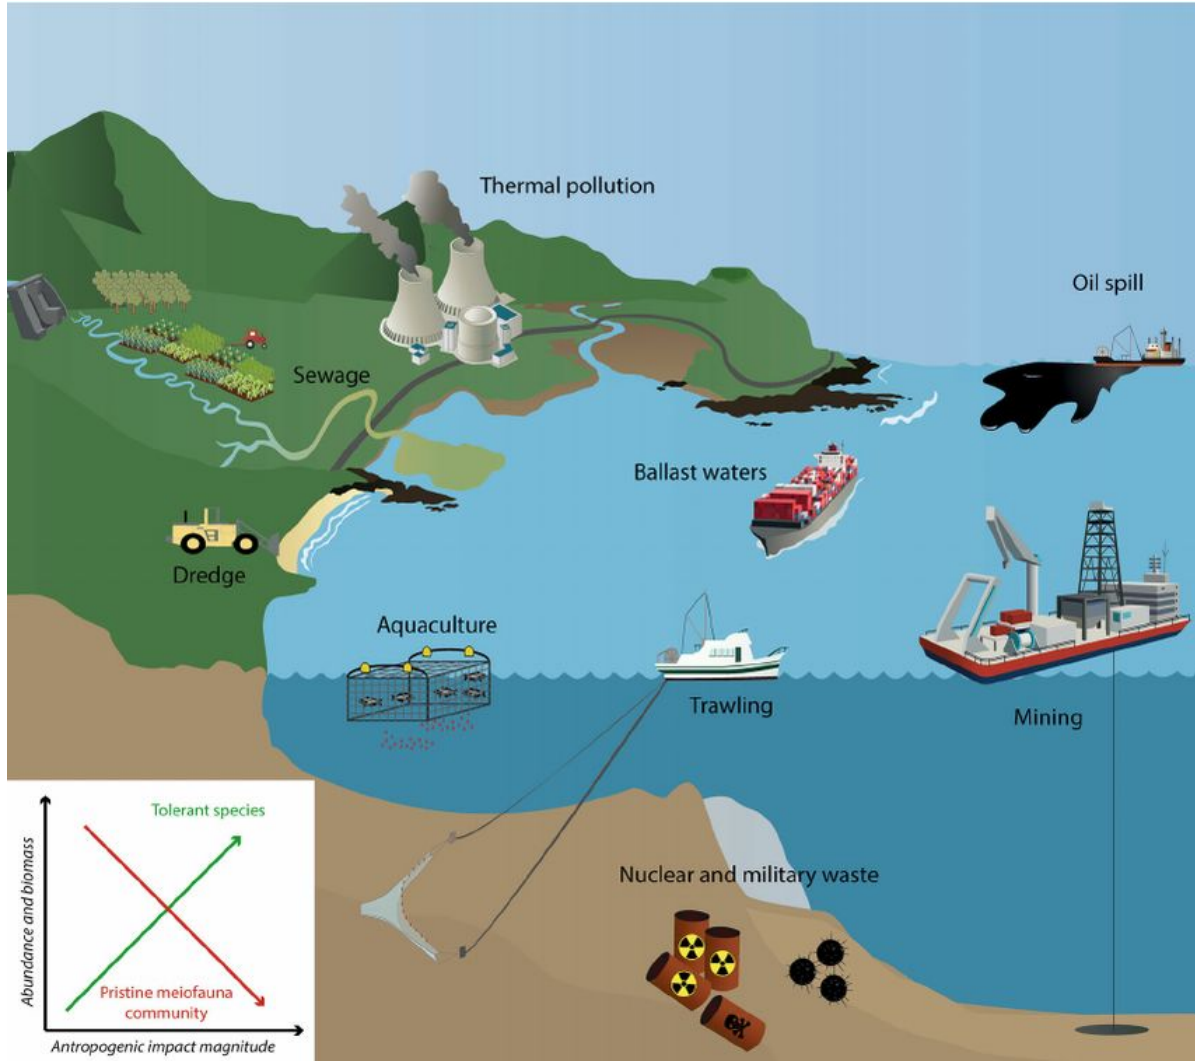 Thermal pollution
Oil spill
Sewage
Ballast waters
Dredge
Aquaculture
Trawling
Mining
Nuclear and military waste
Tolerant species
Pristine meiofauna
community
Abundance and biomass
Antropogenic impact magnitude